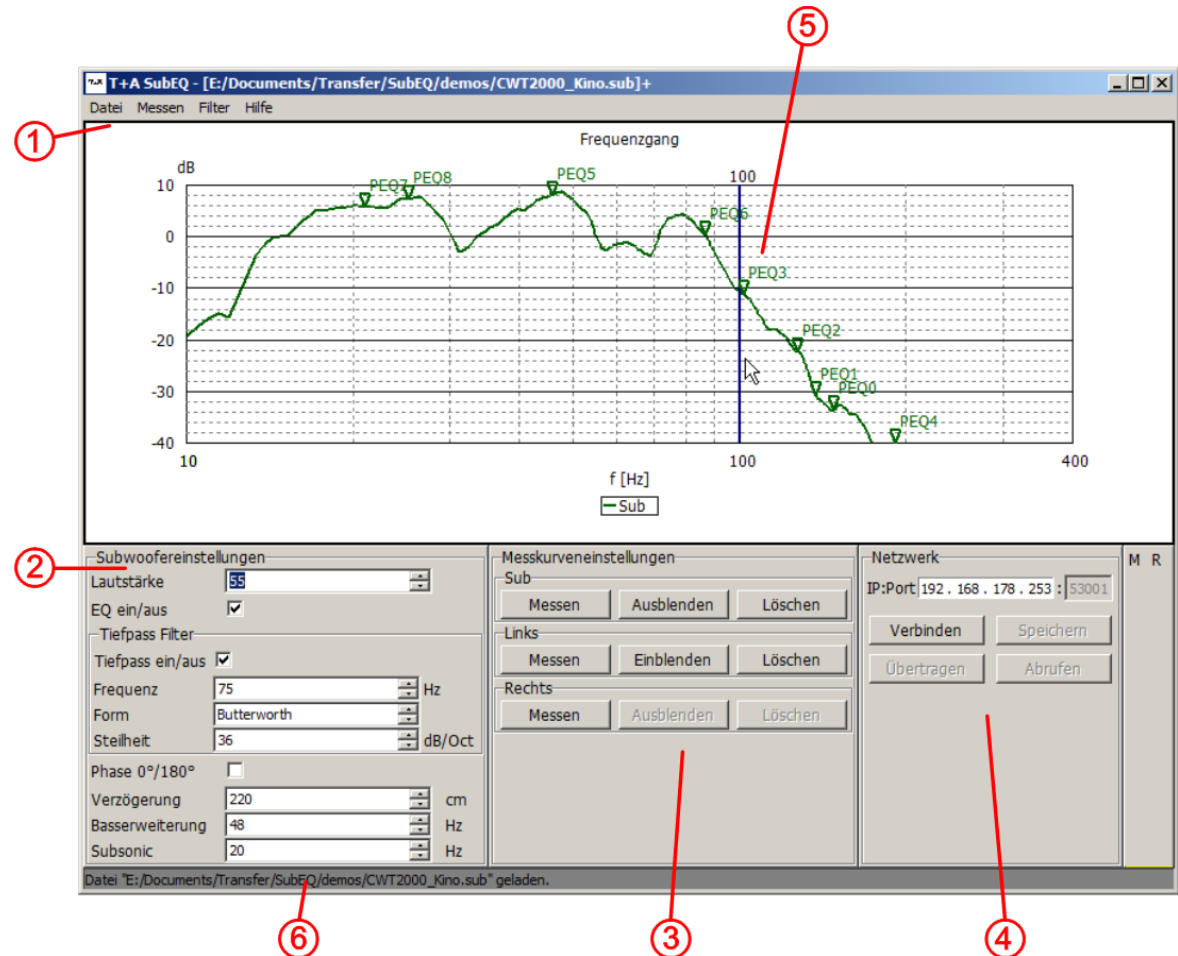 5
T+A SubEQ - [E:/Documents/Transfer/SubEQ/demos/CWT2000_Kino.sub]+
Datei Messen Filter Hilfe
1
Frequenzgang
dB
10
0
-10
-20
-30
-40
PEQ7
PEQ8
PEQ5
100
PEQ6
PEQ3
PEQ2
PEQ1
PEQ0
PEQ4
10
100
400
f [Hz]
Sub
2
Subwoofereinstellungen
Lautstärke 55
EQ ein/aus
Tiefpass Filter
Tiefpass ein/aus
Frequenz 75 Hz
Form Butterworth
Steilheit 36 dB/Oct
Phase 0°/180°
Verzögerung 220 cm
Basserweiterung 48 Hz
Subsonic 20 Hz
Messkurveneinstellungen
Sub
Messen Ausblenden Löschen
Links
Messen Einblenden Löschen
Rechts
Messen Ausblenden Löschen
Netzwerk
IP:Port 192 . 168 . 178 . 253 : 53001
Verbinden Speichern
Übertragen Abrufen
M R
Datei "E:/Documents/Transfer/SubEQ/demos/CWT2000_Kino.sub" geladen.
6
3
4